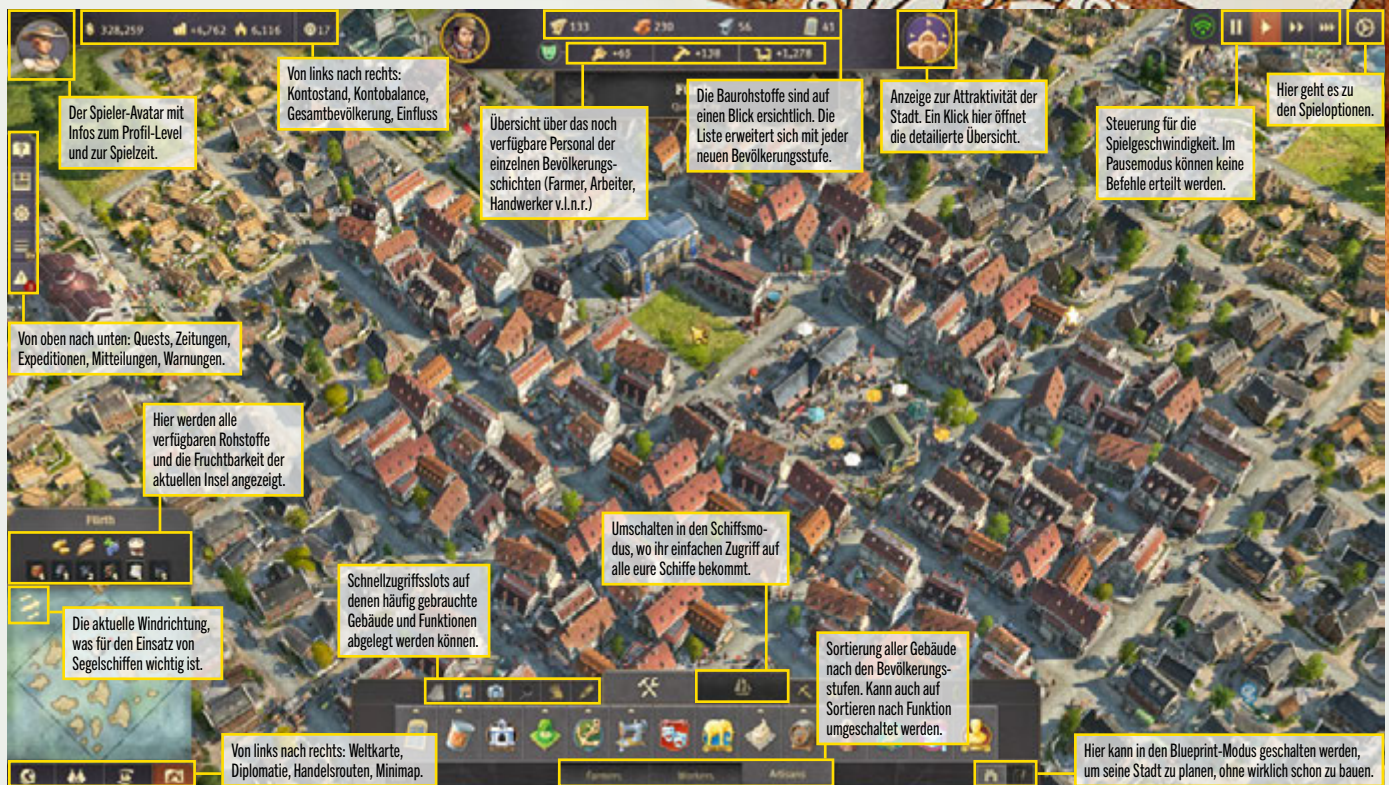 328,259
+6,762
6,116
17
133
230
56
41
+63
+128
+1,278
Der Spieler-Avatar mit
Infos zum Profil-Level
und zur Spielzeit.
Von links nach rechts:
Kontostand, Kontobalance,
Gesamtbevölkerung, Einfluss
Übersicht über das noch
verfügbare Personal der
einzelnen Bevölkerungs-
schichten (Farmer, Arbeiter,
Handwerker v.l.n.r.)
Die Baurohstoffe sind auf
einen Blick ersichtlich. Die
Liste erweitert sich mit jeder
neuen Bevölkerungsstufe.
Anzeige zur Attraktivität der
Stadt. Ein Klick hier öffnet
die detailierte Übersicht.
Steuerung für die
Spielgeschwindigkeit. Im
Pausemodus können keine
Befehle erteilt werden.
Hier geht es zu
den Spieloptionen.
Von oben nach unten: Quests, Zeitungen,
Expeditionen, Mitteilungen, Warnungen.
Hier werden alle
verfügbaren Rohstoffe
und die Fruchtbarkeit der
aktuellen Insel angezeigt.
Fürth
Die aktuelle Windrichtung,
was für den Einsatz von
Segelschiffen wichtig ist.
Schnellzugriffsslots auf
denen häufig gebrauchte
Gebäude und Funktionen
abgelegt werden können.
Umschalten in den Schiffsmo-
dus, wo ihr einfachen Zugriff auf
alle eure Schiffe bekommt.
Sortierung aller Gebäude
nach den Bevölkerungs-
stufen. Kann auch auf
Sortieren nach Funktion
umgeschaltet werden.
Von links nach rechts: Weltkarte,
Diplomatie, Handelsrouten, Minimap.
Farmers
Workers
Artisans
Hier kann in den Blueprint-Modus geschalten werden,
um seine Stadt zu planen, ohne wirklich schon zu bauen.